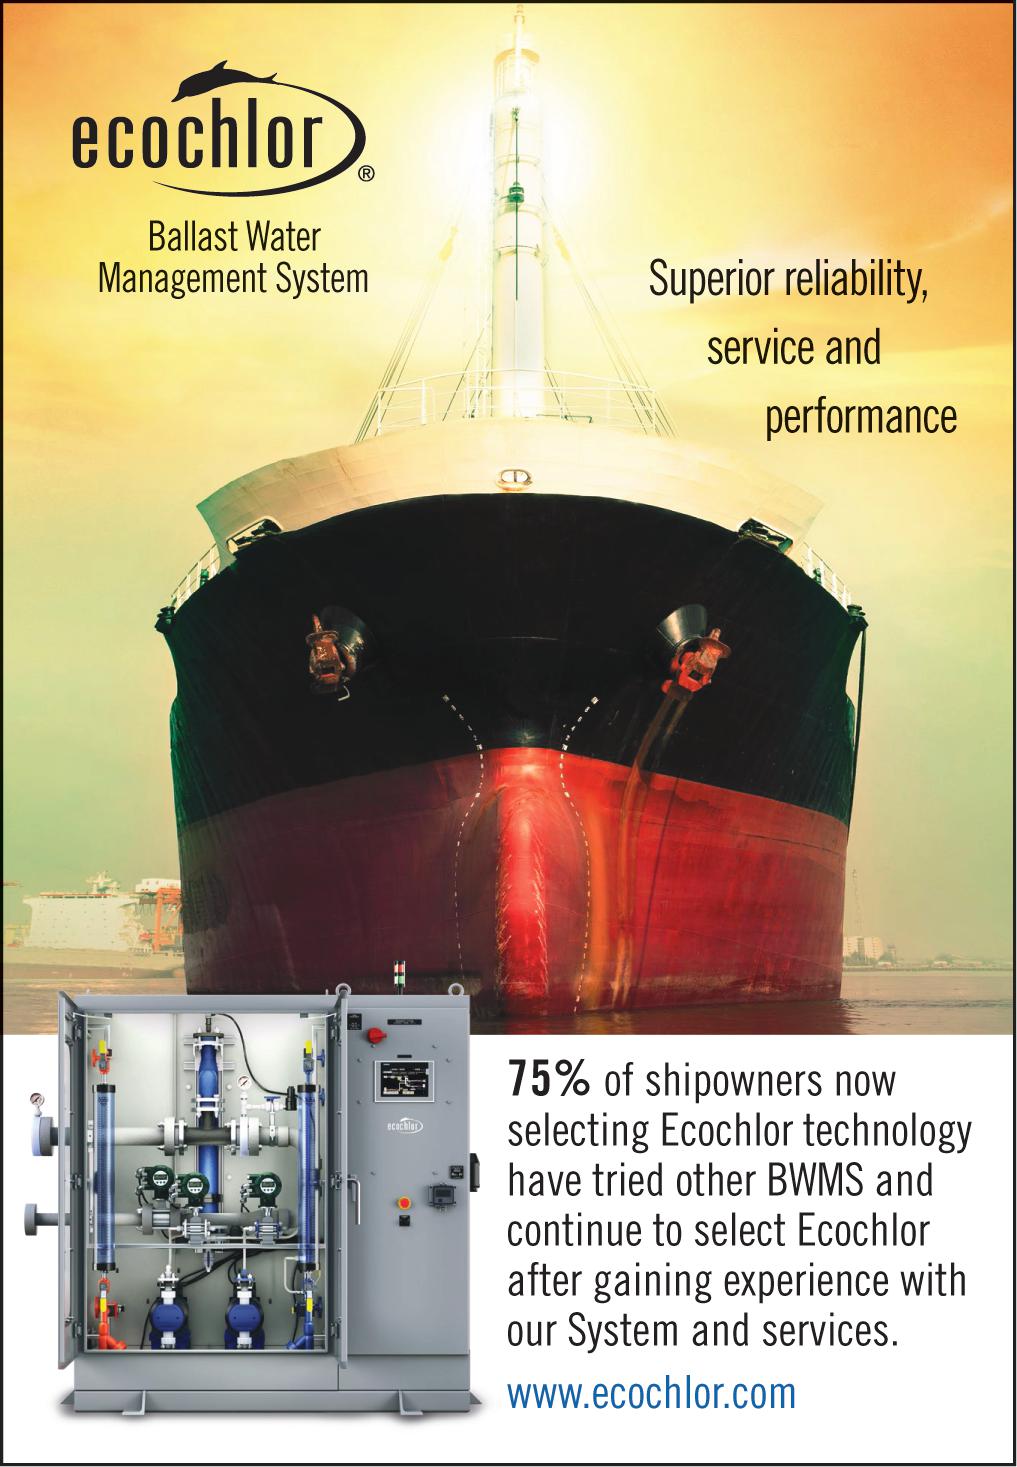 ecochlor®
Ballast Water
Management System
Superior reliability,
service and
performance
ecochlor
75% of shipowners now
selecting Ecochlor technology
have tried other BWMS and
continue to select Ecochlor
after gaining experience with
our System and services.
www.ecochlor.com